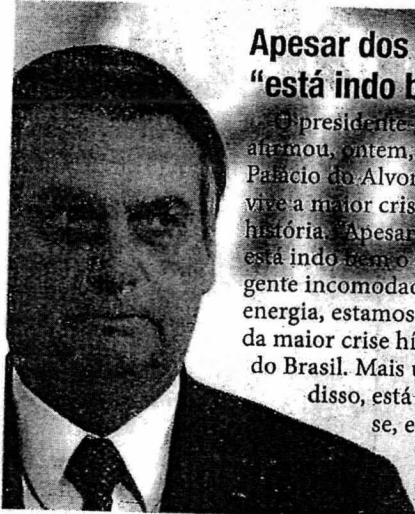 Apesar dos
"está indo b
O presidente
afirmou, ontem,
Palácio do Alvor
vive a maior cris
história. "Apesar
está indo bem o
gente incomodad
energia, estamos
da maior crise hí
do Brasil. Mais u
disso, está
se, e